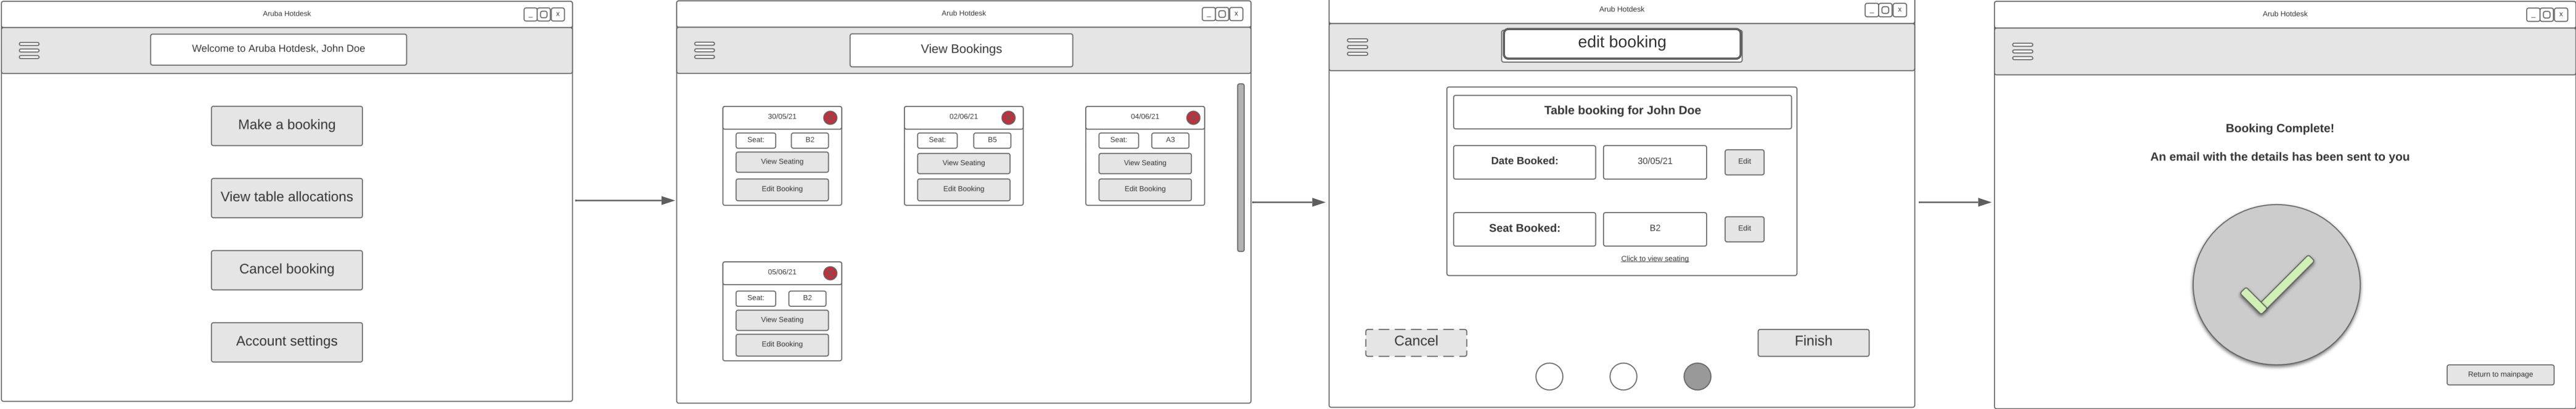 Aruba Hotdesk
_ X
Welcome to Aruba Hotdesk, John Doe
Make a booking
View table allocations
Cancel booking
Account settings
Arub Hotdesk
_ X
View Bookings
30/05/21
Seat: B2
View Seating
Edit Booking
02/06/21
Seat: B5
View Seating
Edit Booking
04/06/21
Seat: A3
View Seating
Edit Booking
05/06/21
Seat: B2
View Seating
Edit Booking
Arub Hotdesk
_ X
edit booking
Table booking for John Doe
Date Booked: 30/05/21 Edit
Seat Booked: B2 Edit
Click to view seating
Cancel Finish
Arub Hotdesk
_ X
Booking Complete!
An email with the details has been sent to you
Return to mainpage